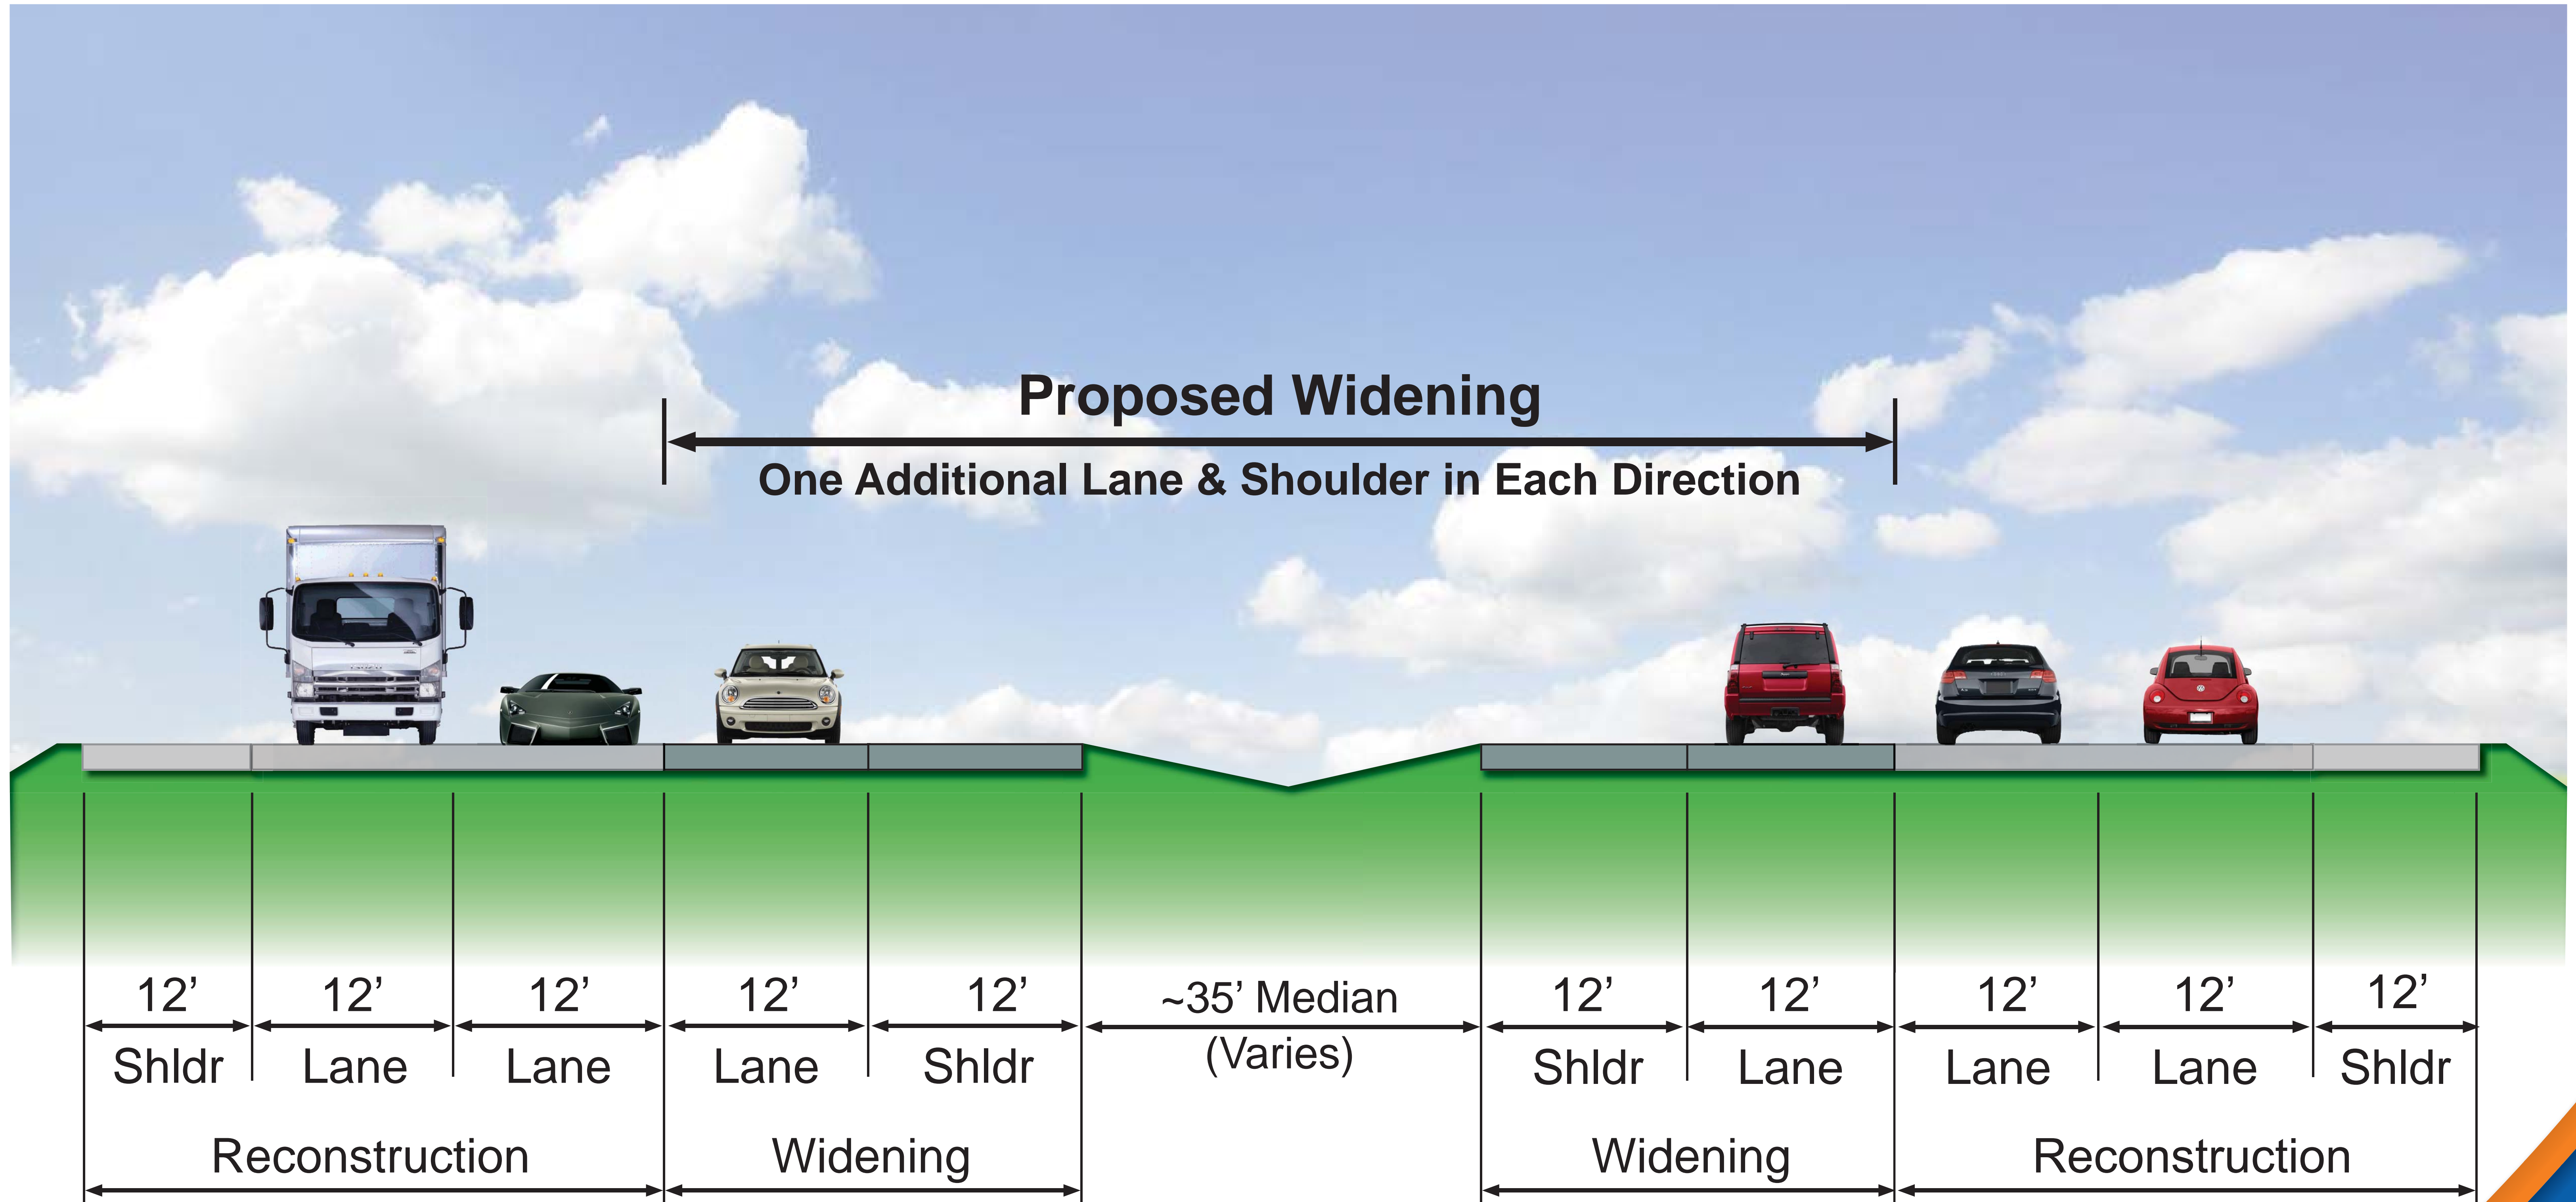 Proposed Widening
One Additional Lane & Shoulder in Each Direction
12’ 12’ 12’ 12’ 12’ ~35’ Median 12’ 12’ 12’ 12’ 12’
Shldr Lane Lane Lane Shldr (Varies) Shldr Lane Lane Lane Shldr
Reconstruction Widening Widening Reconstruction